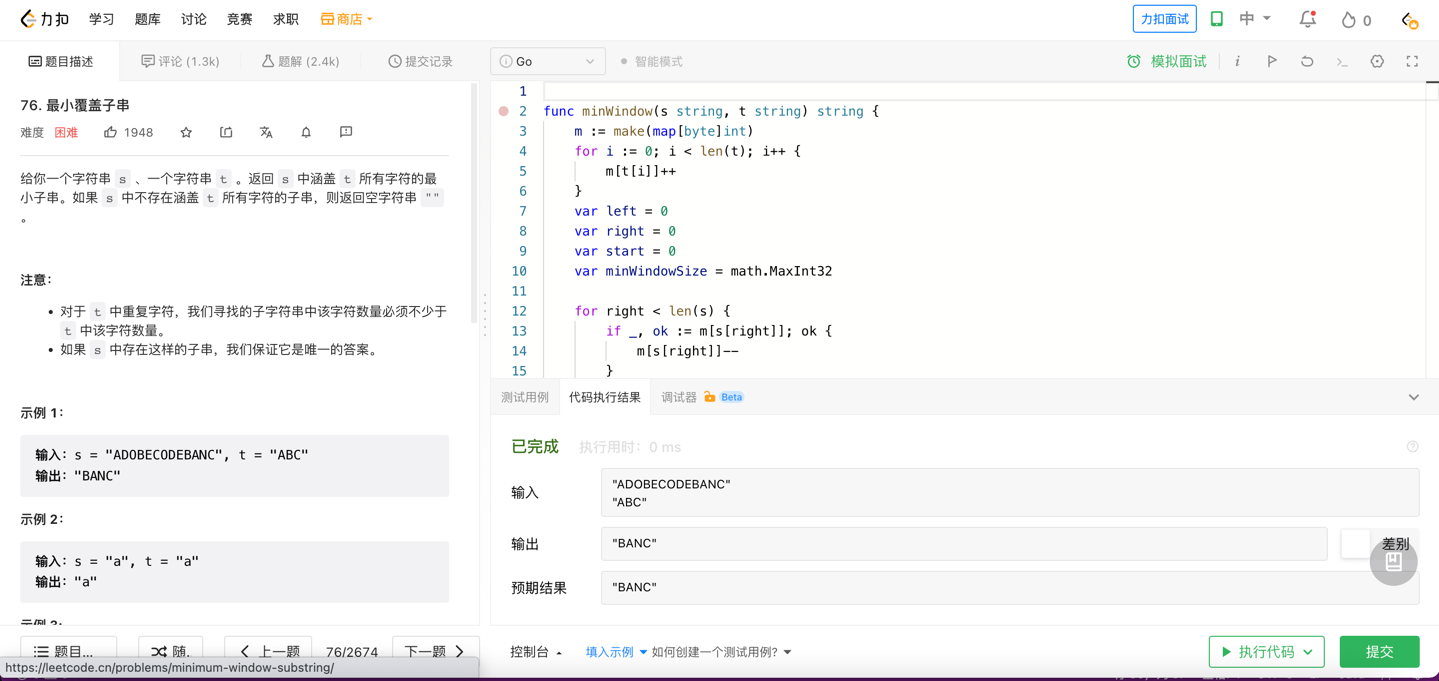 力扣 学习 题库 讨论 竞赛 求职 商店 力扣面试 中 0
题目描述 评论 (1.3k) 题解 (2.4k) 提交记录
76. 最小覆盖子串
难度 困难 1948
给你一个字符串 s 、一个字符串 t 。返回 s 中涵盖 t 所有字符的最
小子串。如果 s 中不存在涵盖 t 所有字符的子串，则返回空字符串 ""
。
注意：
• 对于 t 中重复字符，我们寻找的子字符串中该字符数量必须不少于
t 中该字符数量。
• 如果 s 中存在这样的子串，我们保证它是唯一的答案。
示例 1：
输入：s = "ADOBECODEBANC", t = "ABC"
输出："BANC"
示例 2：
输入：s = "a", t = "a"
输出："a"
题目... 随 上一题 76/2674 下一题
https://leetcode.cn/problems/minimum-window-substring/
Go 智能模式 模拟面试
1
2 func minWindow(s string, t string) string {
3 m := make(map[byte]int)
4 for i := 0; i < len(t); i++ {
5 m[t[i]]++
6 }
7 var left = 0
8 var right = 0
9 var start = 0
10 var minWindowSize = math.MaxInt32
11
12 for right < len(s) {
13 if _, ok := m[s[right]]; ok {
14 m[s[right]]--
15 }
测试用例 代码执行结果 调试器 Beta
已完成 执行用时：0 ms
输入
"ADOBECODEBANC"
"ABC"
输出 "BANC" 差别
预期结果 "BANC"
控制台 填入示例 如何创建一个测试用例? 执行代码 提交